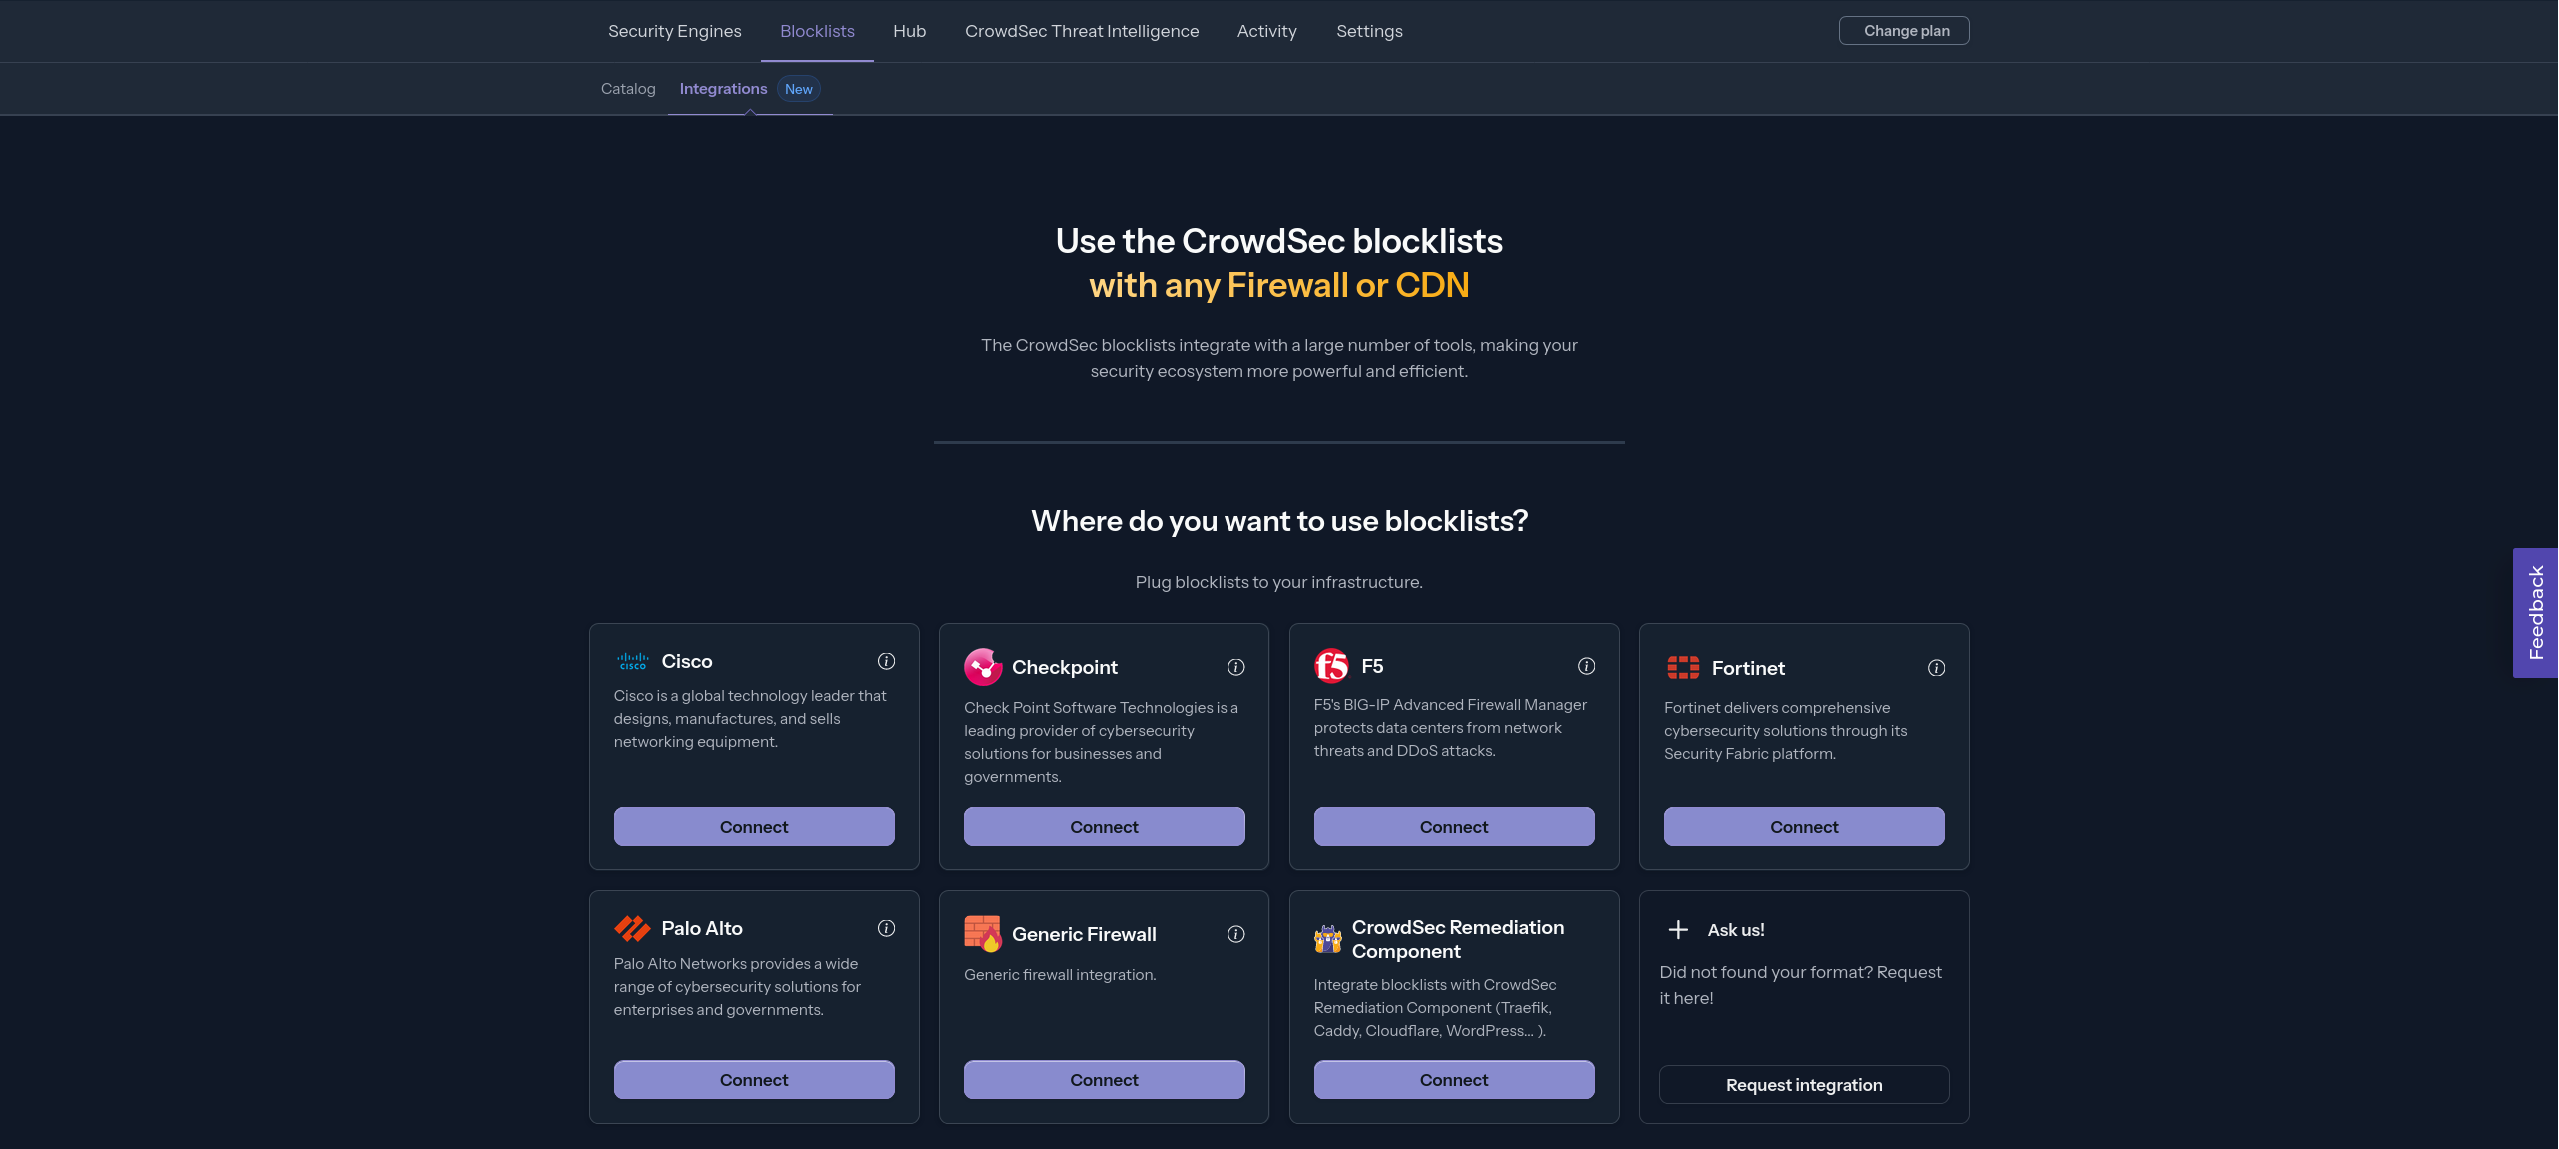 Security Engines Blocklists Hub CrowdSec Threat Intelligence Activity Settings Change plan
Catalog Integrations New
Use the CrowdSec blocklists
with any Firewall or CDN
The CrowdSec blocklists integrate with a large number of tools, making your
security ecosystem more powerful and efficient.
Where do you want to use blocklists?
Plug blocklists to your infrastructure.
Feedback
cisco Cisco
Cisco is a global technology leader that
designs, manufactures, and sells
networking equipment.
Connect
Checkpoint
Check Point Software Technologies is a
leading provider of cybersecurity
solutions for businesses and
governments.
Connect
f5 F5
F5's BIG-IP Advanced Firewall Manager
protects data centers from network
threats and DDoS attacks.
Connect
Fortinet
Fortinet delivers comprehensive
cybersecurity solutions through its
Security Fabric platform.
Connect
Palo Alto
Palo Alto Networks provides a wide
range of cybersecurity solutions for
enterprises and governments.
Connect
Generic Firewall
Generic firewall integration.
Connect
CrowdSec Remediation
Component
Integrate blocklists with CrowdSec
Remediation Component (Traefik,
Caddy, Cloudflare, WordPress... ).
Connect
Ask us!
Did not found your format? Request
it here!
Request integration